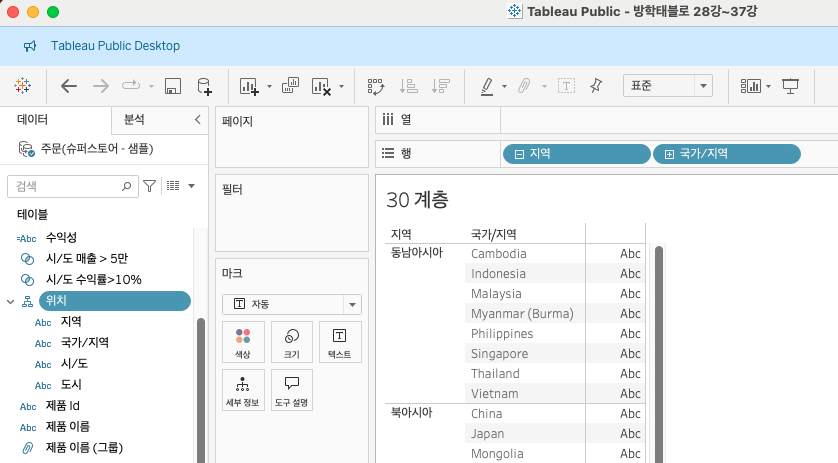 Tableau Public - 방학태블로 28강~37강
Tableau Public Desktop
표준
데이터
분석
페이지
열
주문(슈퍼스토어 - 샘플)
행
지역
국가/지역
검색
필터
30 계층
테이블
지역
국가/지역
Abc 수익성
동남아시아
Cambodia
Abc
시/도 매출 > 5만
Indonesia
Abc
시/도 수익률>10%
마크
Malaysia
Abc
위치
자동
Myanmar (Burma)
Abc
Abc 지역
Philippines
Abc
Abc 국가/지역
색상
크기
텍스트
Singapore
Abc
Abc 시/도
Thailand
Abc
Abc 도시
Vietnam
Abc
Abc 제품 Id
세부 정보
도구 설명
북아시아
China
Abc
Abc 제품 이름
Japan
Abc
제품 이름 (그룹)
Mongolia
Abc